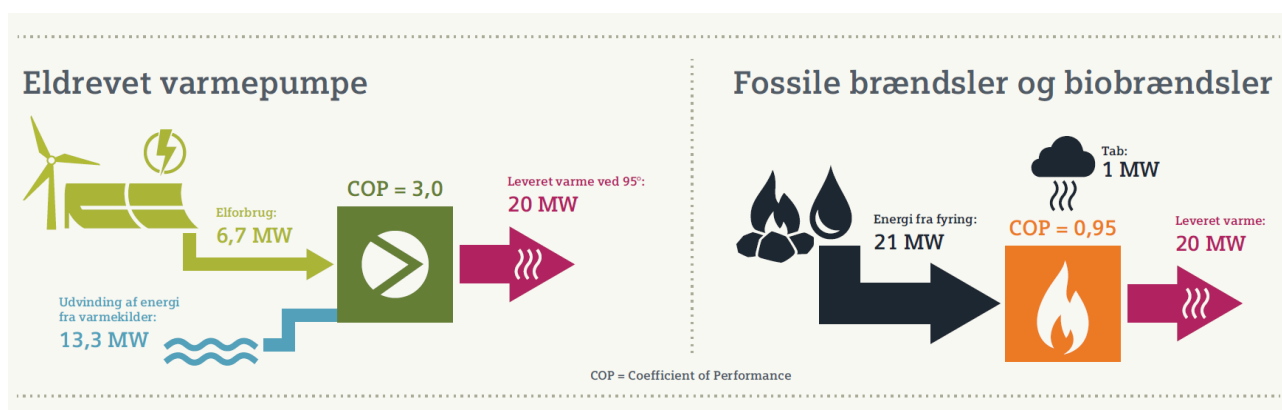 Eldrevet varmepumpe
COP = 3,0
Leveret varme ved 95°:
20 MW
Elforbrug:
6,7 MW
Udvinding af energi
fra varmekilder:
13,3 MW
Fossile brændsler og biobrændsler
Tab:
1 MW
Energi fra fyring:
21 MW
COP = 0,95
Leveret varme:
20 MW
COP = Coefficient of Performance